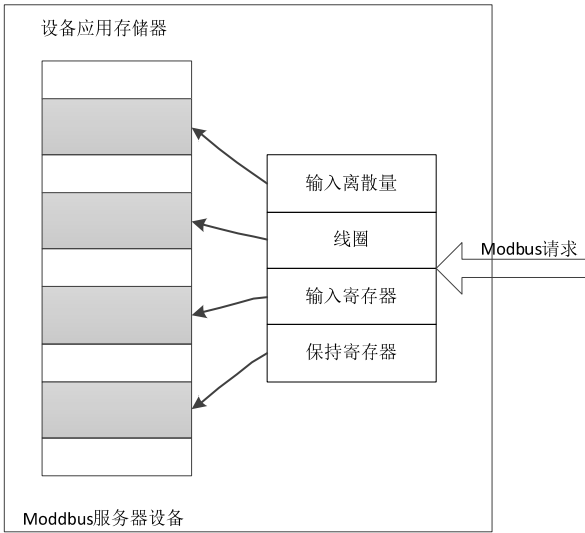 设备应用存储器
输入离散量
线圈
Modbus请求
输入寄存器
保持寄存器
Moddbus服务器设备